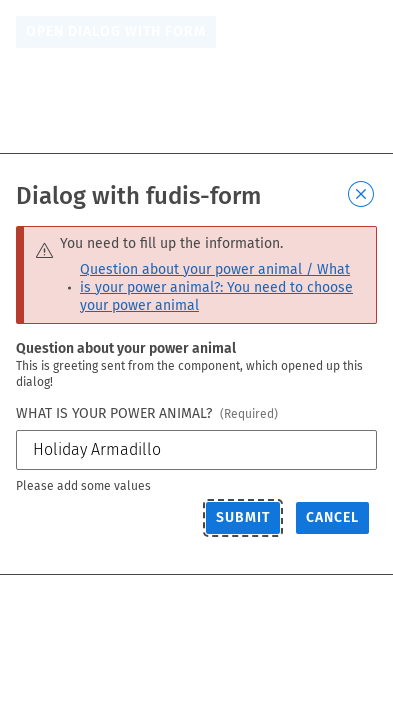 OPEN DIALOG WITH FORM
Dialog with fudis-form
You need to fill up the information.
Question about your power animal / What
is your power animal?: You need to choose
your power animal
Question about your power animal
This is greeting sent from the component, which opened up this
dialog!
WHAT IS YOUR POWER ANIMAL? (Required)
Holiday Armadillo
Please add some values
SUBMIT CANCEL